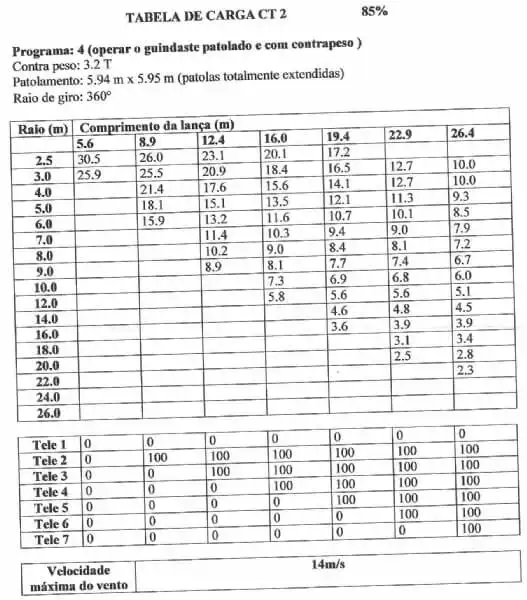 TABELA DE CARGA CT 2 85%
Programa: 4 (operar o guindaste patolado e com contrapeso )
Contra peso: 3.2 T
Patolamento: 5.94 m x 5.95 m (patolas totalmente extendidas)
Raio de giro: 360º
Raio (m) Comprimento da lança (m)
5.6 8.9 12.4 16.0 19.4 22.9 26.4
2.5 30.5 26.0 23.1 20.1 17.2
3.0 25.9 25.5 20.9 18.4 16.5 12.7 10.0
4.0 21.4 17.6 15.6 14.1 12.7 10.0
5.0 18.1 15.1 13.5 12.1 11.3 9.3
6.0 15.9 13.2 11.6 10.7 10.1 8.5
7.0 11.4 10.3 9.4 9.0 7.9
8.0 10.2 9.0 8.4 8.1 7.2
9.0 8.9 8.1 7.7 7.4 6.7
10.0 7.3 6.9 6.8 6.0
12.0 5.8 5.6 5.6 5.1
14.0 4.6 4.8 4.5
16.0 3.6 3.9 3.9
18.0 3.1 3.4
20.0 2.5 2.8
22.0 2.3
24.0
26.0
Tele 1 0 0 0 0 0 0 0
Tele 2 0 100 100 100 100 100 100
Tele 3 0 0 100 100 100 100 100
Tele 4 0 0 0 100 100 100 100
Tele 5 0 0 0 0 100 100 100
Tele 6 0 0 0 0 0 100 100
Tele 7 0 0 0 0 0 0 100
Velocidade 14m/s
máxima do vento